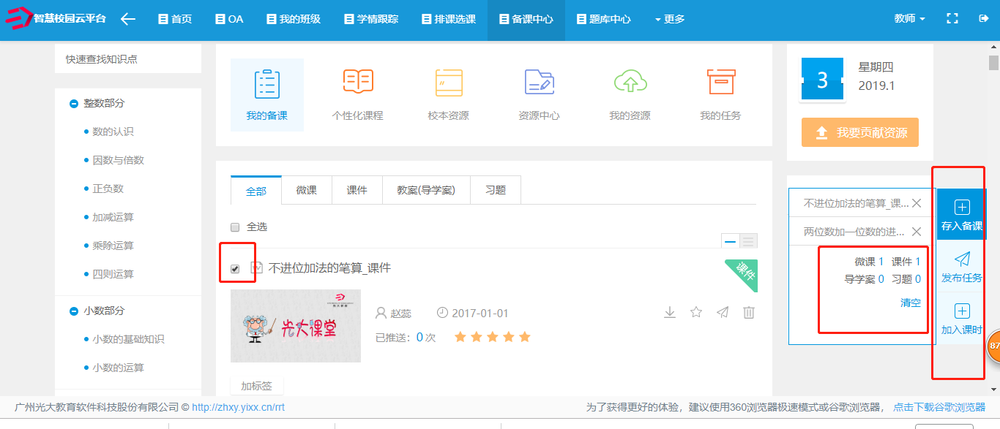 智慧校园云平台 首页 OA 我的班级 学情跟踪 排课选课 备课中心 题库中心 更多 教师
快速查找知识点
整数部分
数的认识
因数与倍数
正负数
加减运算
乘除运算
四则运算
小数部分
小数的基础知识
小数的运算
我的备课 个性化课程 校本资源 资源中心 我的资源 我的任务
全部 微课 课件 教案(导学案) 习题
全选
不进位加法的笔算_课件
课件
光大教育
光大课堂
赵蕊 2017-01-01
已推送: 0 次
加标签
3
星期四
2019.1
我要贡献资源
不进位加法的笔算_课...
两位数加一位数的进...
微课 1 课件 1
导学案 0 习题 0
清空
存入备课
发布任务
加入课时
87
广州光大教育软件科技股份有限公司 © http://zhxy.yixx.cn/rrt
为了获得更好的体验，建议使用360浏览器极速模式或谷歌浏览器， 点击下载谷歌浏览器